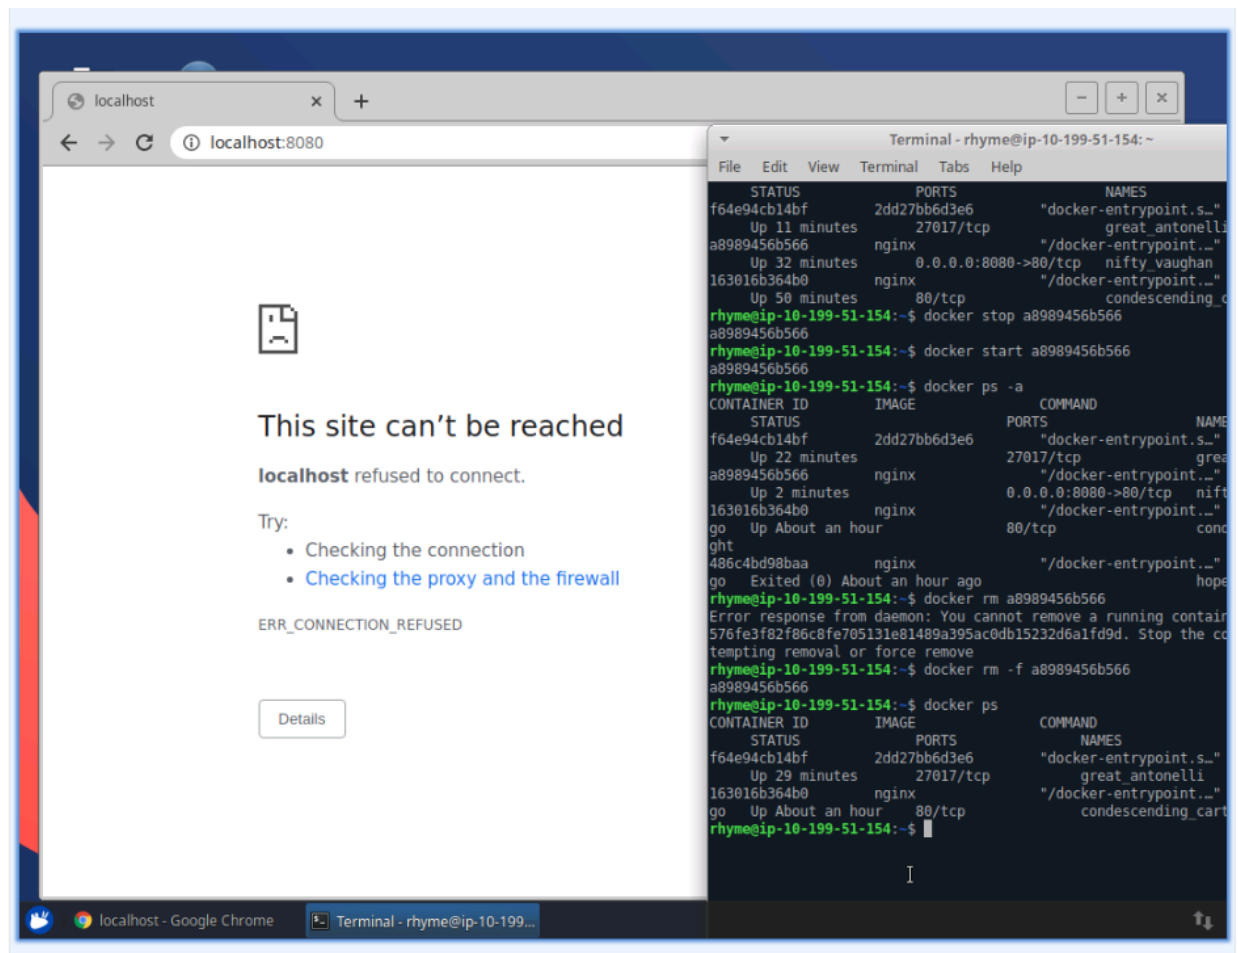 localhost
localhost:8080
This site can’t be reached
localhost refused to connect.
Try:
• Checking the connection
• Checking the proxy and the firewall
ERR_CONNECTION_REFUSED
Details
Terminal - rhyme@ip-10-199-51-154: ~
File Edit View Terminal Tabs Help
STATUS PORTS NAMES
f64e94cb14bf 2dd27bb6d3e6 "docker-entrypoint.s…"
Up 11 minutes 27017/tcp great_antonelli
a8989456b566 nginx "/docker-entrypoint.…"
Up 32 minutes 0.0.0.0:8080->80/tcp nifty_vaughan
163016b364b0 nginx "/docker-entrypoint.…"
Up 50 minutes 80/tcp condescending_c
rhyme@ip-10-199-51-154:~$ docker stop a8989456b566
a8989456b566
rhyme@ip-10-199-51-154:~$ docker start a8989456b566
a8989456b566
rhyme@ip-10-199-51-154:~$ docker ps -a
CONTAINER ID IMAGE COMMAND
STATUS PORTS NAME
f64e94cb14bf 2dd27bb6d3e6 "docker-entrypoint.s…"
Up 22 minutes 27017/tcp grea
a8989456b566 nginx "/docker-entrypoint.…"
Up 2 minutes 0.0.0.0:8080->80/tcp nift
163016b364b0 nginx "/docker-entrypoint.…"
go Up About an hour 80/tcp cond
ght
486c4bd98baa nginx "/docker-entrypoint.…"
go Exited (0) About an hour ago hope
rhyme@ip-10-199-51-154:~$ docker rm a8989456b566
Error response from daemon: You cannot remove a running contain
576fe3f82f86c8fe705131e81489a395ac0db15232d6a1fd9d. Stop the co
tempting removal or force remove
rhyme@ip-10-199-51-154:~$ docker rm -f a8989456b566
a8989456b566
rhyme@ip-10-199-51-154:~$ docker ps
CONTAINER ID IMAGE COMMAND
STATUS PORTS NAMES
f64e94cb14bf 2dd27bb6d3e6 "docker-entrypoint.s…"
Up 29 minutes 27017/tcp great_antonelli
163016b364b0 nginx "/docker-entrypoint.…"
go Up About an hour 80/tcp condescending_cart
rhyme@ip-10-199-51-154:~$
localhost - Google Chrome
Terminal - rhyme@ip-10-199...